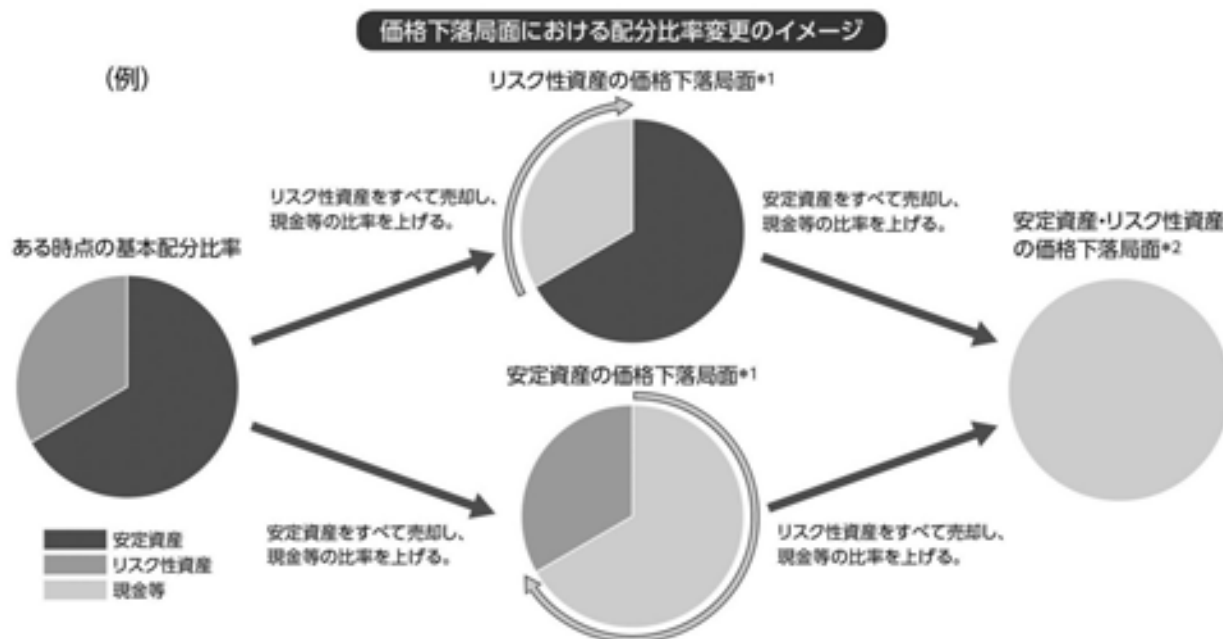 価格下落局面における配分比率変更のイメージ
(例)
リスク性資産の価格下落局面*1
リスク性資産をすべて売却し、
現金等の比率を上げる。
安定資産をすべて売却し、
現金等の比率を上げる。
安定資産・リスク性資産
の価格下落局面*2
ある時点の基本配分比率
安定資産の価格下落局面*1
安定資産をすべて売却し、
現金等の比率を上げる。
リスク性資産をすべて売却し、
現金等の比率を上げる。
安定資産
リスク性資産
現金等